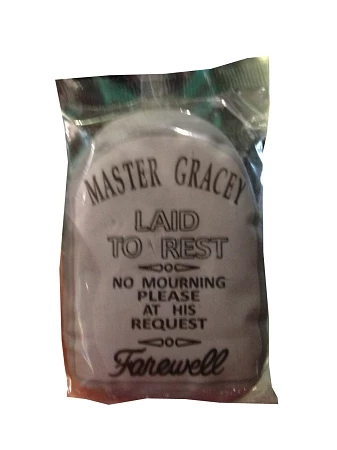 MASTER GRACEY
LAID
TO REST
NO MOURNING
PLEASE
AT HIS
REQUEST
Farewell